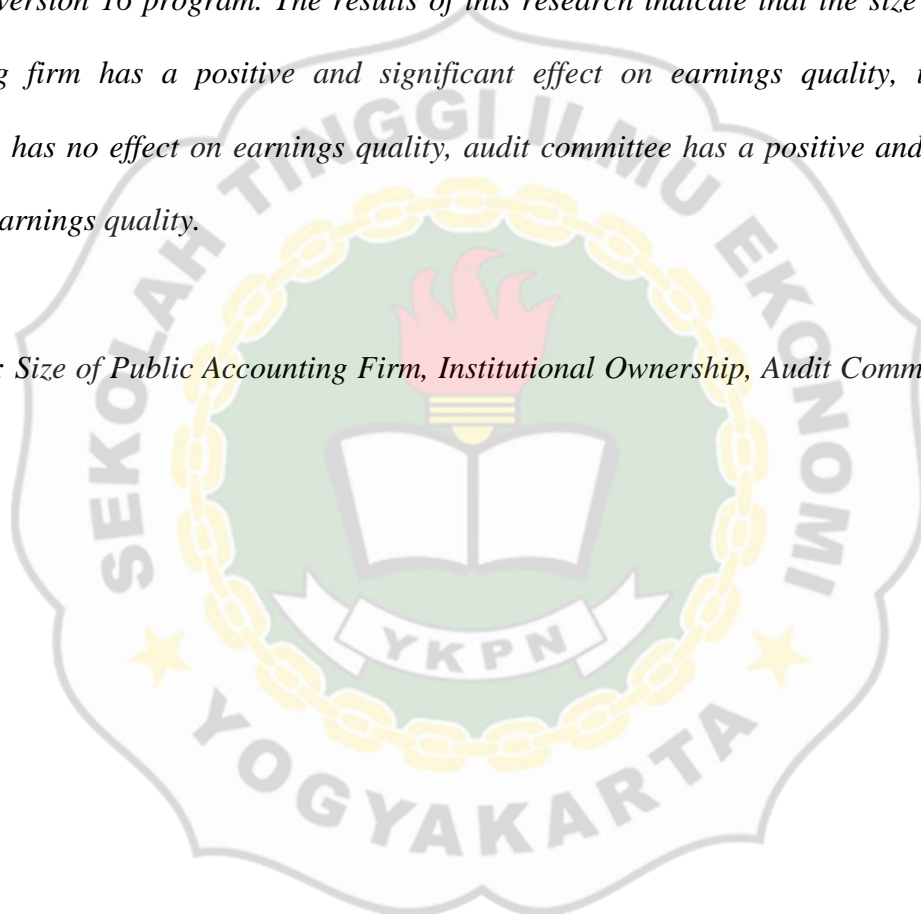 version 16 program. The results of this research indicate that the size
g firm has a positive and significant effect on earnings quality, i
has no effect on earnings quality, audit committee has a positive and
arnings quality.
: Size of Public Accounting Firm, Institutional Ownership, Audit Comm
SEKOLAH TINGGI ILMU EKONOMI
YKPN
YOGYAKARTA